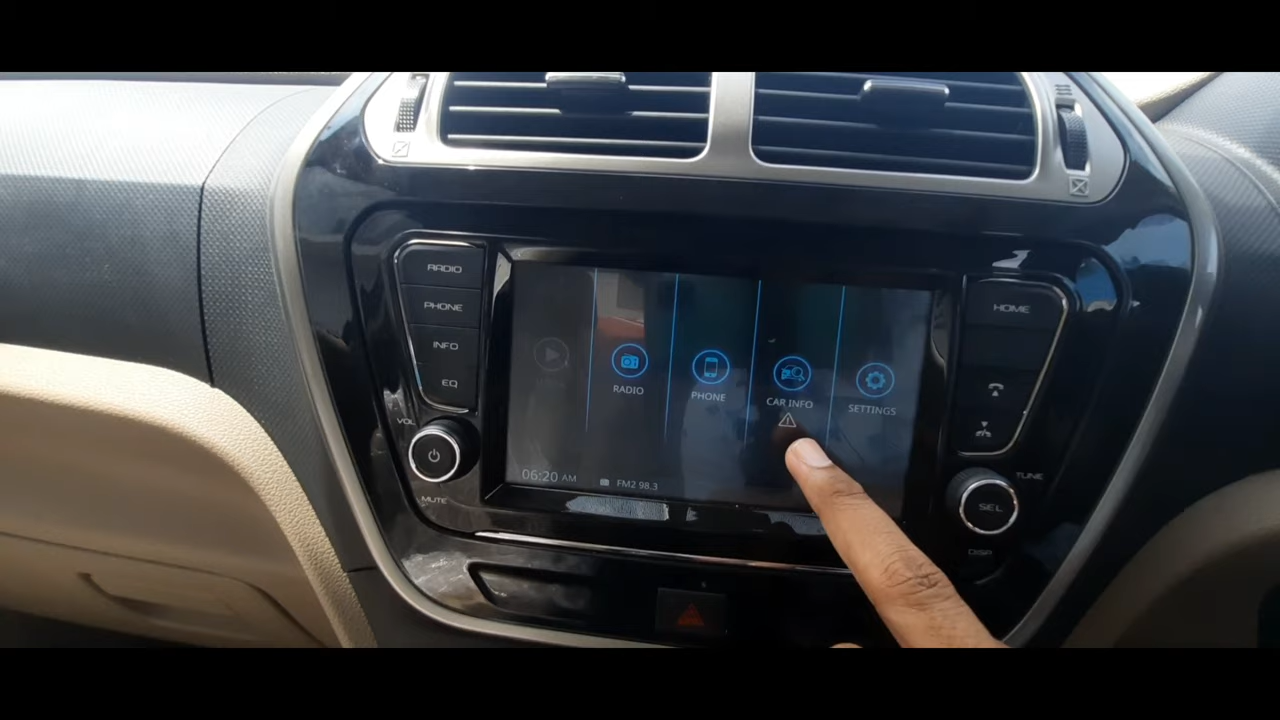 RADIO
PHONE
INFO
EQ
VOL
MUTE
RADIO
PHONE
CAR INFO
SETTINGS
06:20 AM
FM2 98.3
HOME
TUNE
SEL
DISP